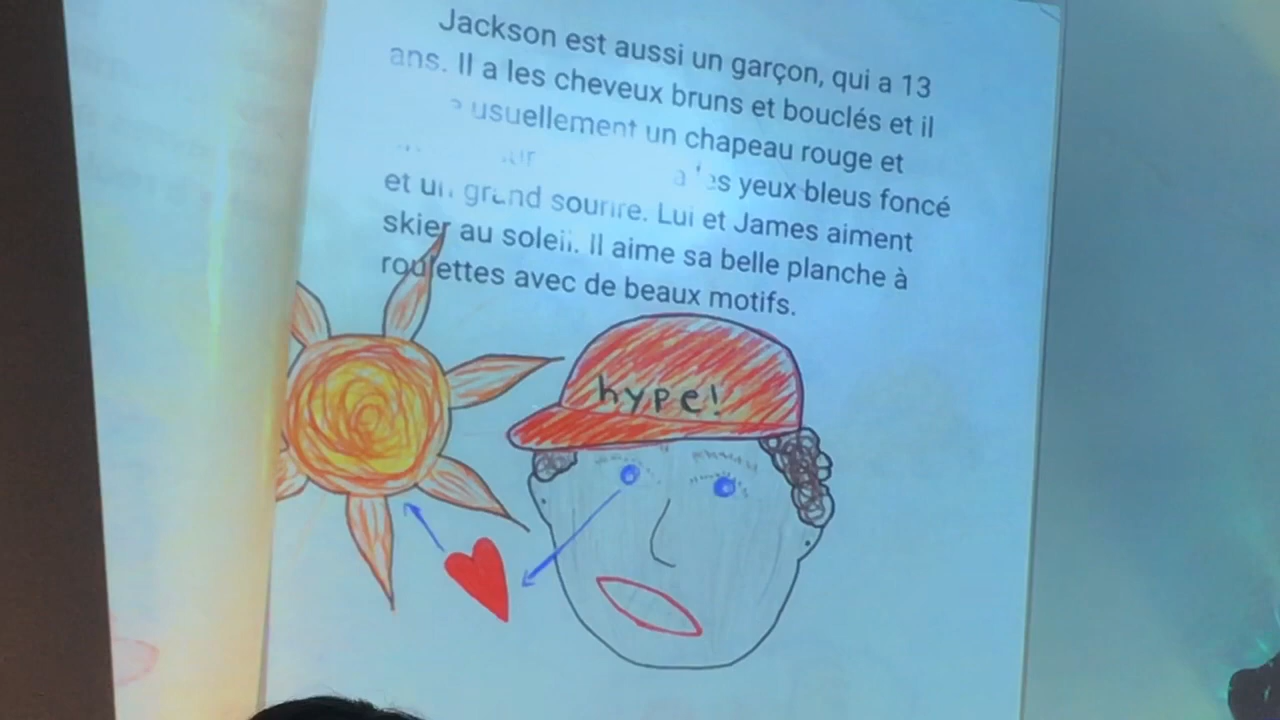 Jackson est aussi un garçon, qui a 13
ans. Il a les cheveux bruns et bouclés et il
usuellement un chapeau rouge et
yeux bleus foncé
et un grand sourire. Lui et James aiment
skier au soleil. Il aime sa belle planche à
roulettes avec de beaux motifs.
hype!